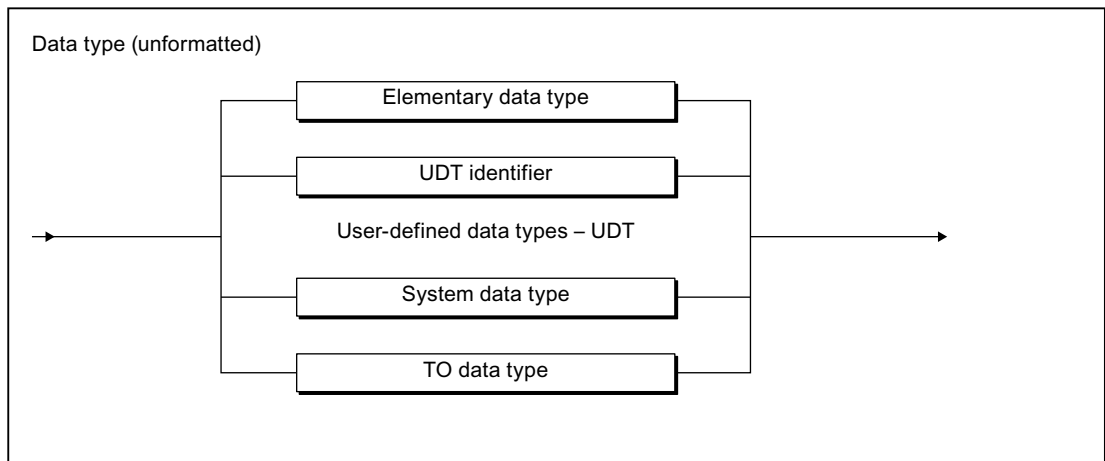 Data type (unformatted)
Elementary data type
UDT identifier
User-defined data types – UDT
System data type
TO data type